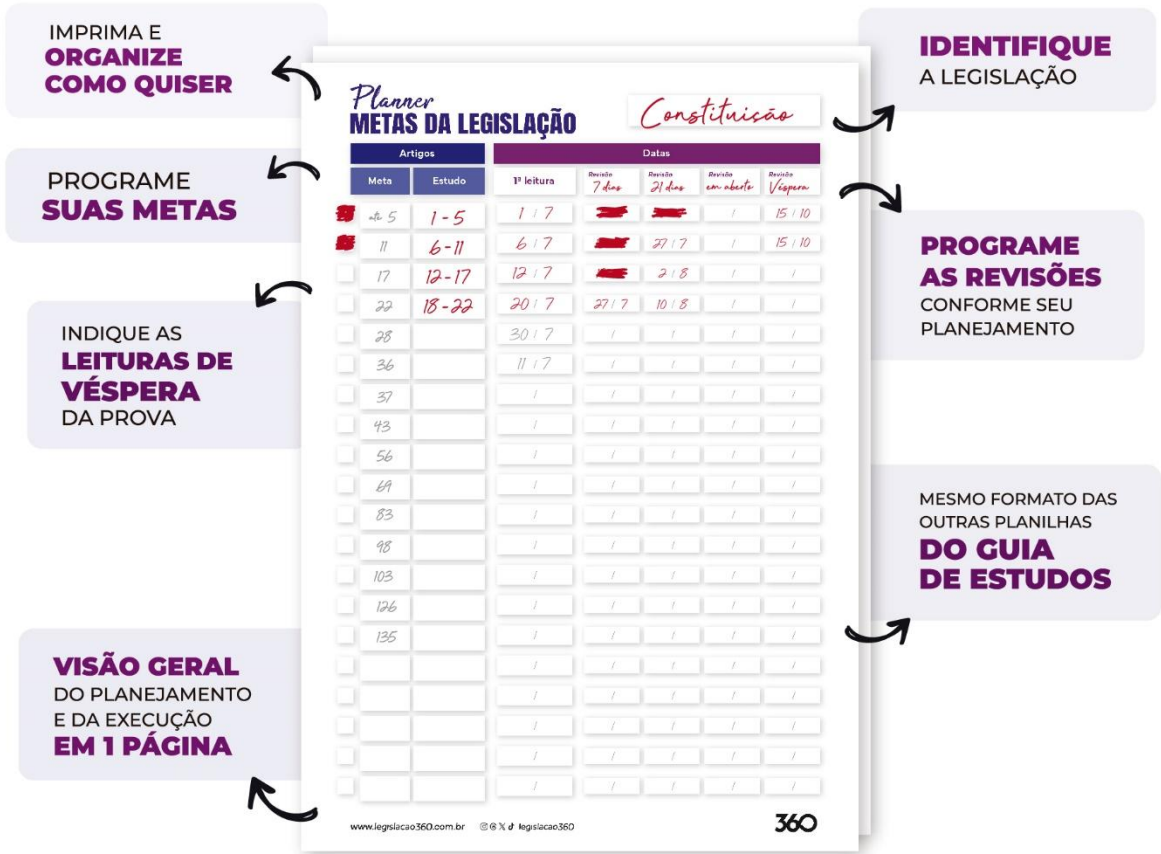 IMPRIMA E
ORGANIZE
COMO QUISER
PROGRAME
SUAS METAS
INDIQUE AS
LEITURAS DE
VÉSPERA
DA PROVA
VISÃO GERAL
DO PLANEJAMENTO
E DA EXECUÇÃO
EM 1 PÁGINA
Planner
METAS DA LEGISLAÇÃO
Constituição
Artigos Datas
Meta Estudo 1ª leitura Revisão 7 dias Revisão 21 dias Revisão em aberto Revisão Véspera
até 5 1 - 5 1 / 7 / 15 / 10
11 6 - 11 6 / 7 27 / 7 / 15 / 10
17 12 - 17 12 / 7 2 / 8 / /
22 18 - 22 20 / 7 27 / 7 10 / 8 / /
28 30 / 7 / / / /
36 11 / 7 / / / /
37 / / / / /
43 / / / / /
56 / / / / /
69 / / / / /
83 / / / / /
98 / / / / /
103 / / / / /
126 / / / / /
135 / / / / /
/ / / / /
/ / / / /
/ / / / /
/ / / / /
/ / / / /
www.legislacao360.com.br legislacao360
360
IDENTIFIQUE
A LEGISLAÇÃO
PROGRAME
AS REVISÕES
CONFORME SEU
PLANEJAMENTO
MESMO FORMATO DAS
OUTRAS PLANILHAS
DO GUIA
DE ESTUDOS